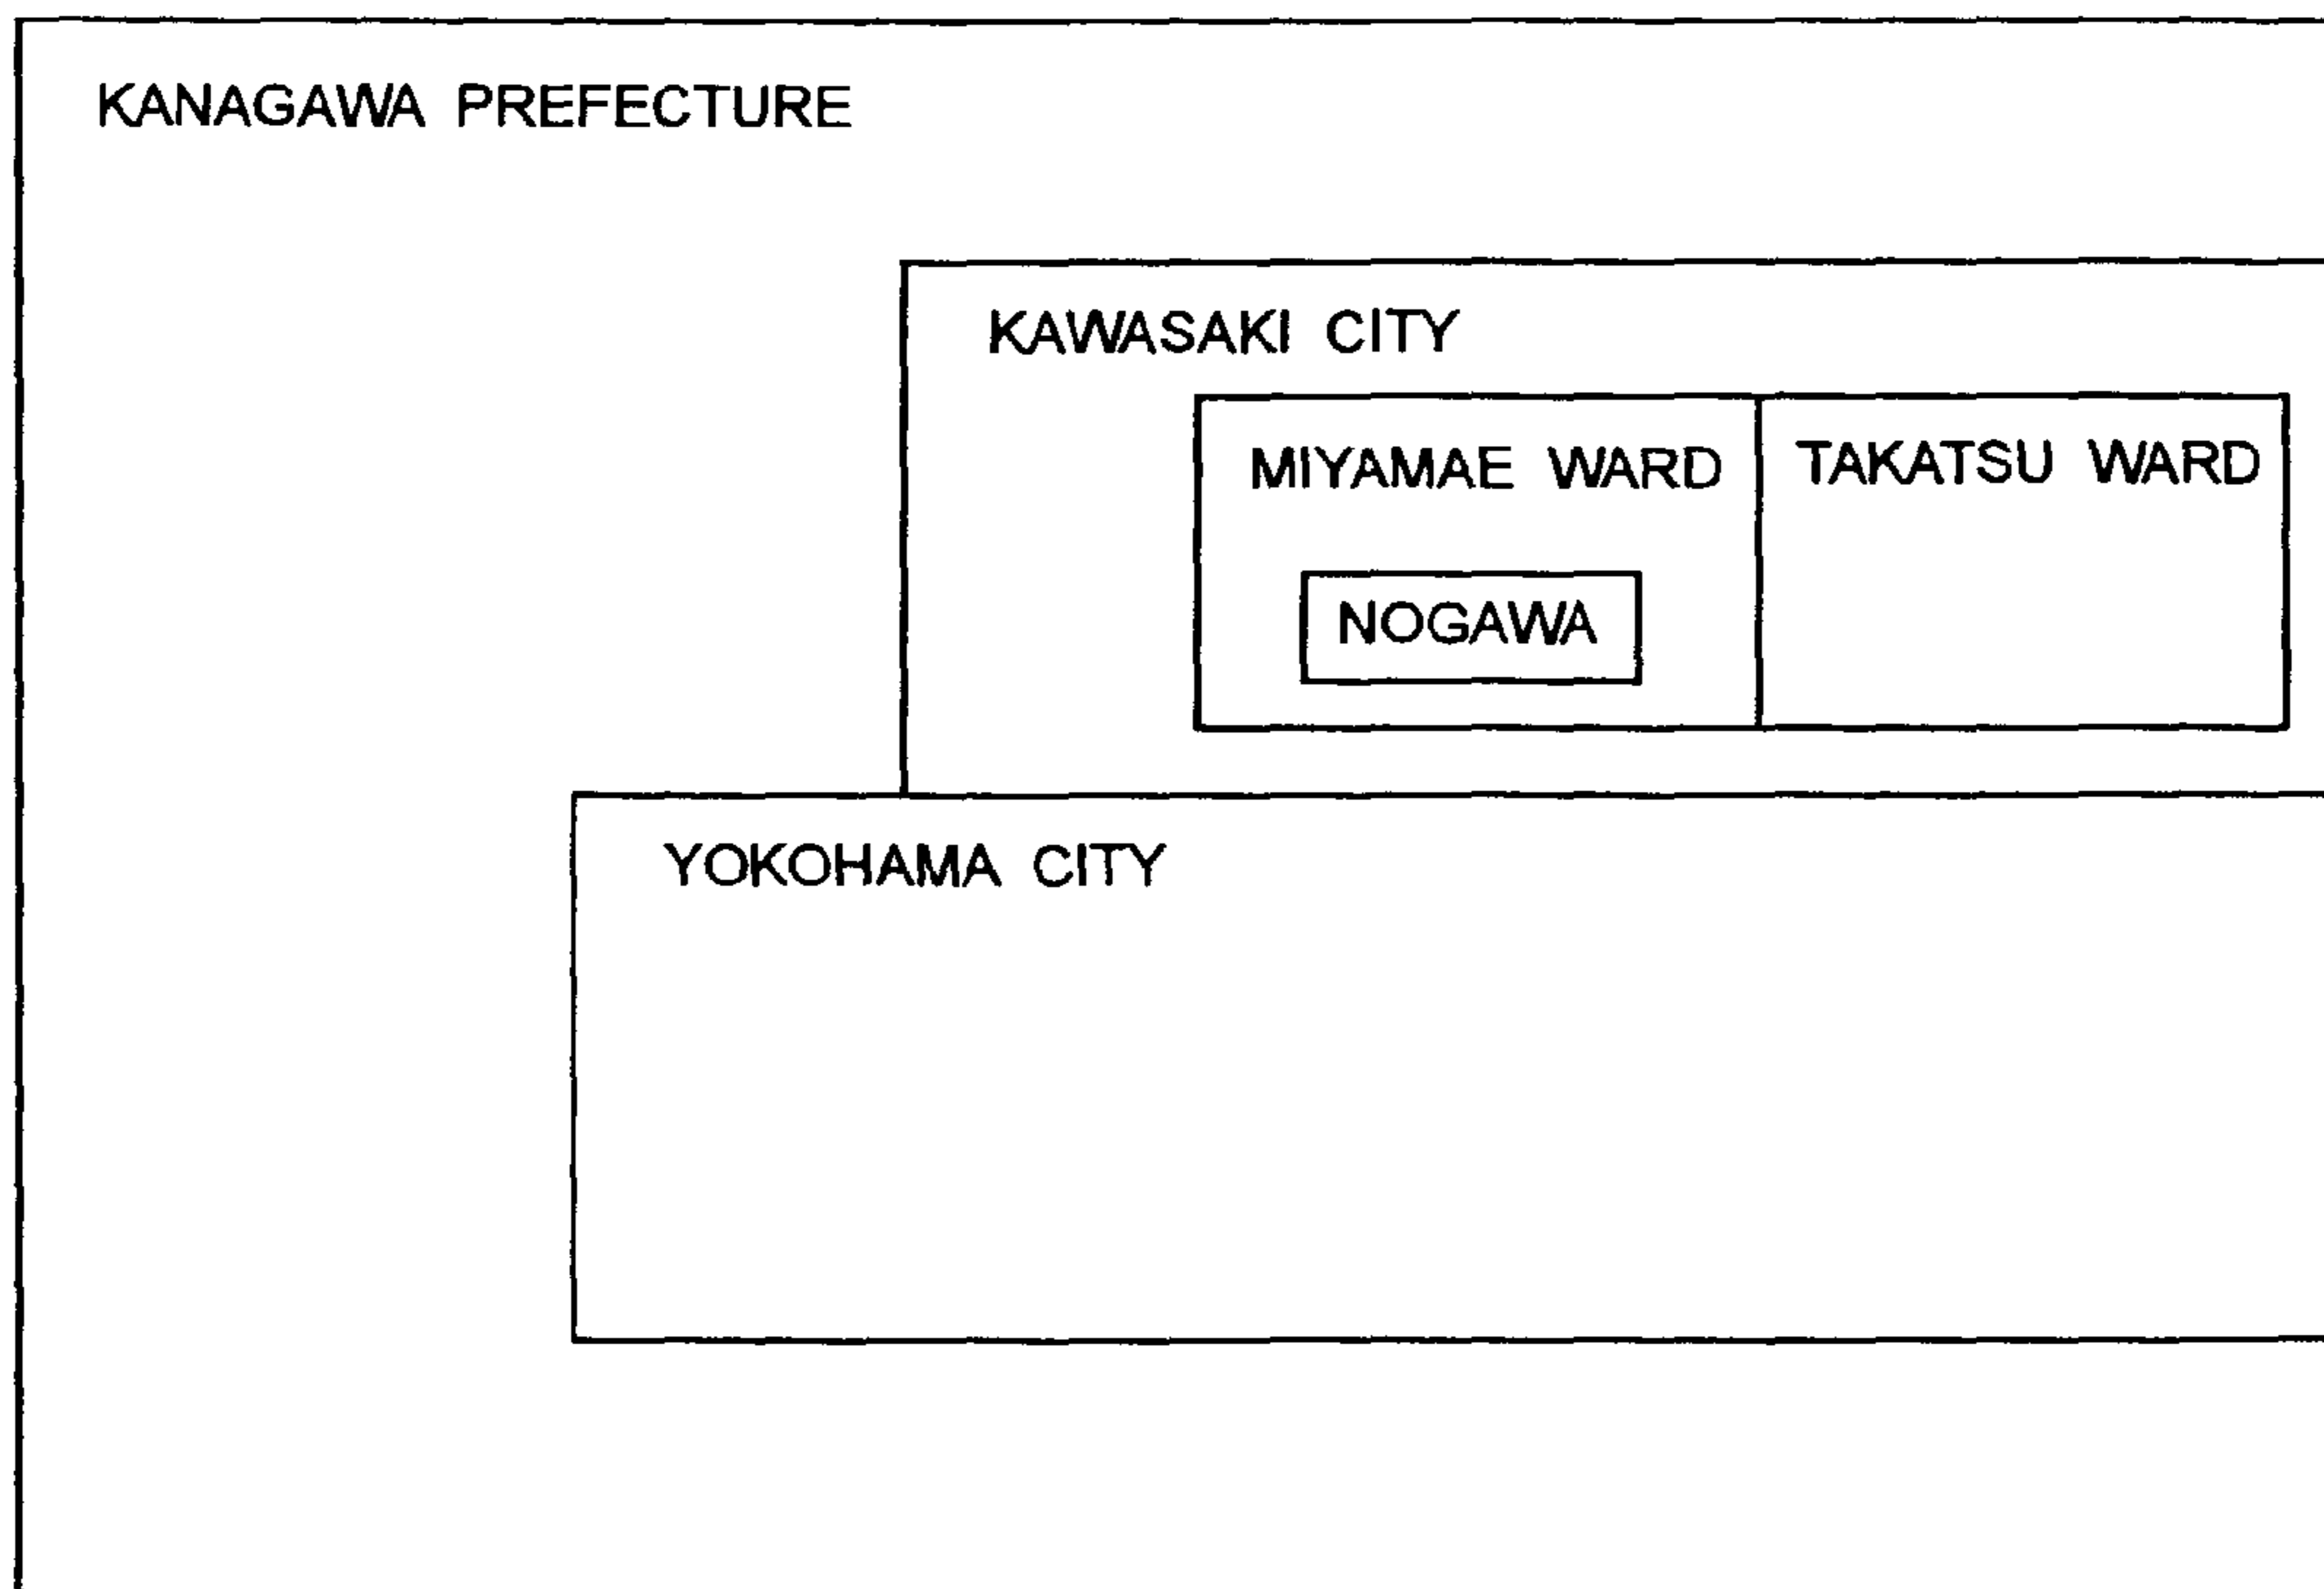 KANAGAWA PREFECTURE
KAWASAKI CITY
MIYAMAE WARD
TAKATSU WARD
NOGAWA
YOKOHAMA CITY